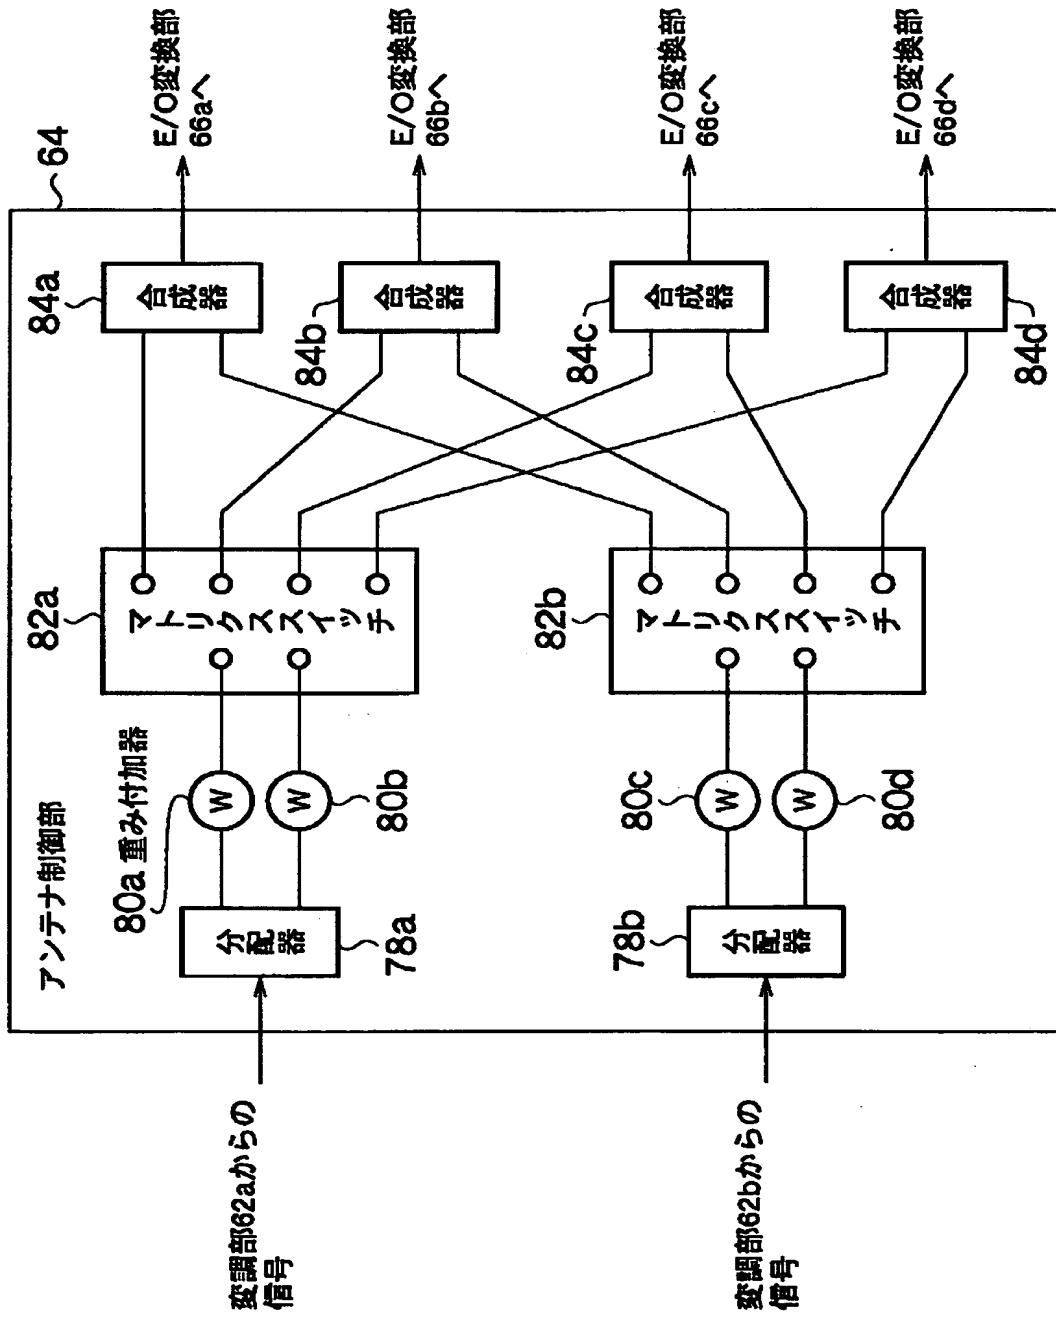 アンテナ制御部
64
変調部62aからの
信号
分配器
78a
80a 重み付加器
W
W
80b
82a
マトリクススイッチ
84a
合成器
E/O変換部
66aへ
84b
合成器
E/O変換部
66bへ
変調部62bからの
信号
分配器
78b
80c
W
W
80d
82b
マトリクススイッチ
84c
合成器
E/O変換部
66cへ
84d
合成器
E/O変換部
66dへ